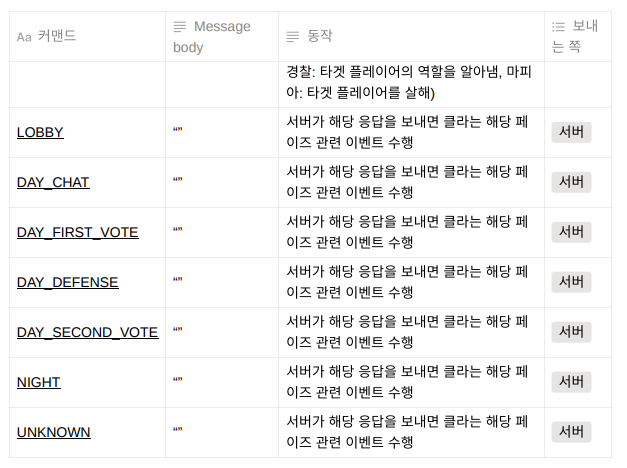 Aa 커맨드
Message
body
동작
보내
는 쪽
경찰: 타겟 플레이어의 역할을 알아냄, 마피
아: 타겟 플레이어를 살해)
LOBBY
“”
서버가 해당 응답을 보내면 클라는 해당 페
이즈 관련 이벤트 수행
서버
DAY_CHAT
“”
서버가 해당 응답을 보내면 클라는 해당 페
이즈 관련 이벤트 수행
서버
DAY_FIRST_VOTE
“”
서버가 해당 응답을 보내면 클라는 해당 페
이즈 관련 이벤트 수행
서버
DAY_DEFENSE
“”
서버가 해당 응답을 보내면 클라는 해당 페
이즈 관련 이벤트 수행
서버
DAY_SECOND_VOTE
“”
서버가 해당 응답을 보내면 클라는 해당 페
이즈 관련 이벤트 수행
서버
NIGHT
“”
서버가 해당 응답을 보내면 클라는 해당 페
이즈 관련 이벤트 수행
서버
UNKNOWN
“”
서버가 해당 응답을 보내면 클라는 해당 페
이즈 관련 이벤트 수행
서버